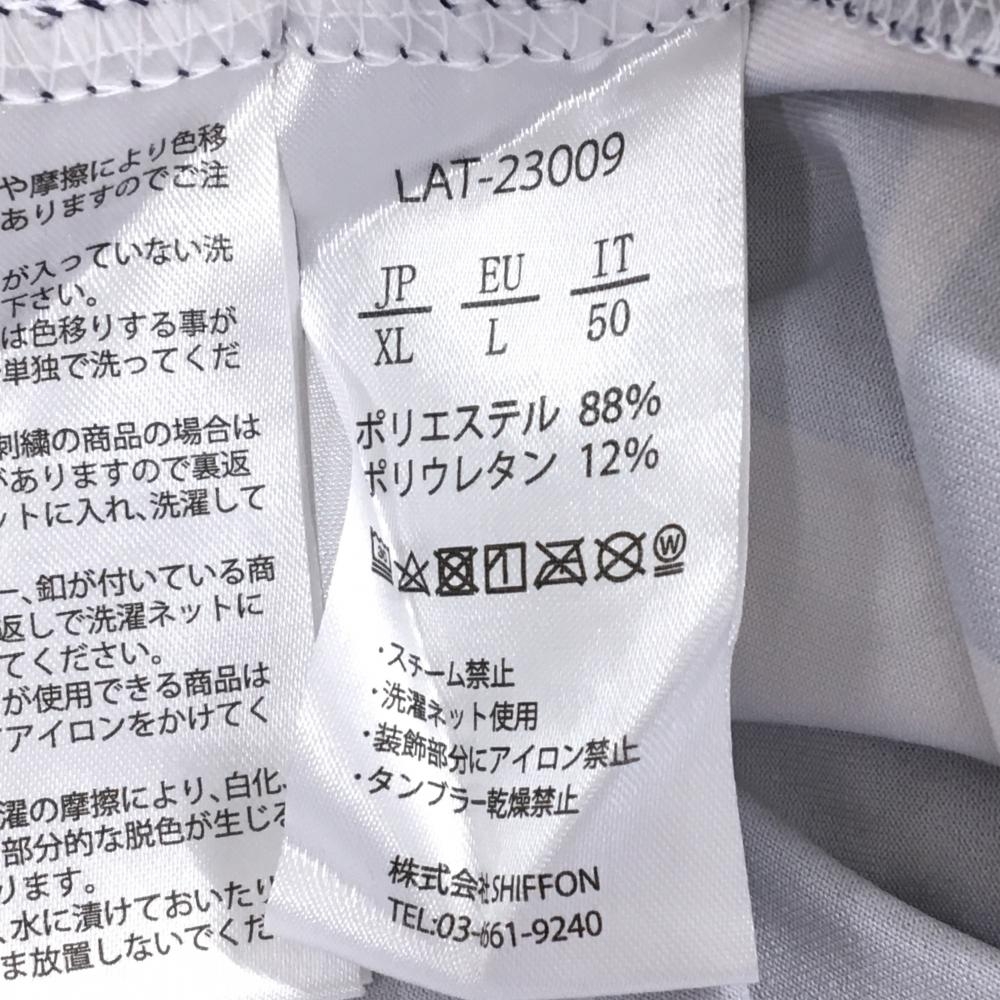 や摩擦により色移
ありますのでご注
が入っていない洗
下さい。
は色移りする事が
単独で洗ってくだ
刺繍の商品の場合は
がありますので裏返
ットに入れ、洗濯して
ー、釦が付いている商
返しで洗濯ネットに
てください。
が使用できる商品は
アイロンをかけてく
濯の摩擦により、白化、
部分的な脱色が生じる
ります。
、水に漬けておいたり
ま放置しないでくだ
LAT-23009
JP EU IT
XL L 50
ポリエステル 88%
ポリウレタン 12%
W
・スチーム禁止
・洗濯ネット使用
・装飾部分にアイロン禁止
・タンブラー乾燥禁止
株式会社SHIFFON
TEL:03-6661-9240